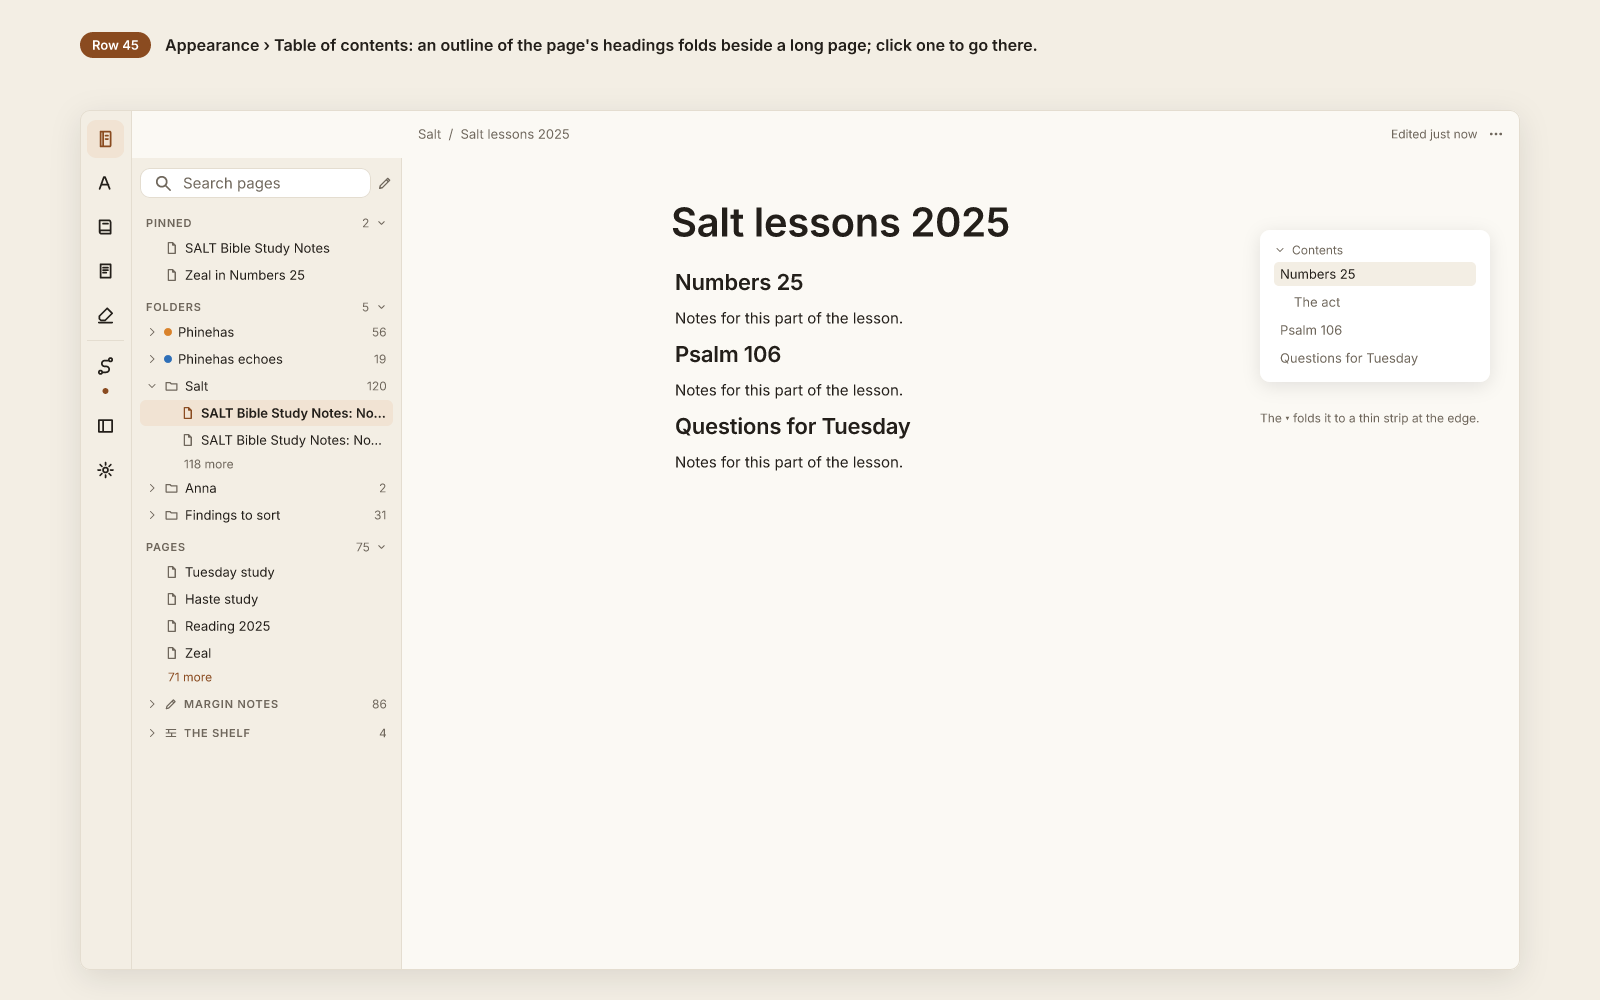 Row 45
Appearance › Table of contents: an outline of the page's headings folds beside a long page; click one to go there.
Salt / Salt lessons 2025
Edited just now
Search pages
PINNED 2
SALT Bible Study Notes
Zeal in Numbers 25
FOLDERS 5
Phinehas 56
Phinehas echoes 19
Salt 120
SALT Bible Study Notes: No...
SALT Bible Study Notes: No...
118 more
Anna 2
Findings to sort 31
PAGES 75
Tuesday study
Haste study
Reading 2025
Zeal
71 more
MARGIN NOTES 86
THE SHELF 4
Salt lessons 2025
Numbers 25
Notes for this part of the lesson.
Psalm 106
Notes for this part of the lesson.
Questions for Tuesday
Notes for this part of the lesson.
Contents
Numbers 25
The act
Psalm 106
Questions for Tuesday
The ▾ folds it to a thin strip at the edge.